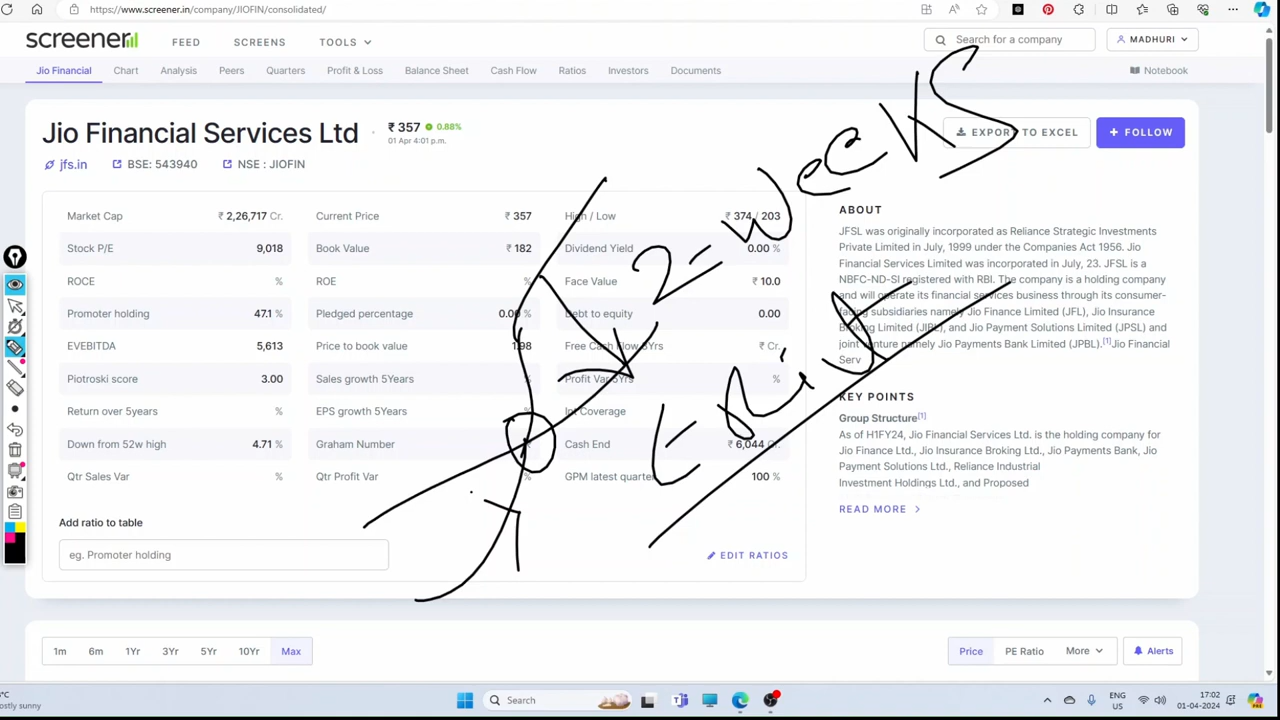 https://www.screener.in/company/JIOFIN/consolidated/
screener
FEED SCREENS TOOLS
Search for a company
MADHURI
Jio Financial Chart Analysis Peers Quarters Profit & Loss Balance Sheet Cash Flow Ratios Investors Documents Notebook
Jio Financial Services Ltd
₹ 357 0.88%
01 Apr 4:01 p.m.
EXPORT TO EXCEL
+ FOLLOW
jfs.in BSE: 543940 NSE : JIOFIN
Market Cap ₹ 2,26,717 Cr.
Current Price ₹ 357
High / Low ₹ 374 / 203
Stock P/E 9,018
Book Value ₹ 182
Dividend Yield 0.00 %
ROCE %
ROE %
Face Value ₹ 10.0
Promoter holding 47.1 %
Pledged percentage 0.00 %
Debt to equity 0.00
EVEBITDA 5,613
Price to book value 1.98
Free Cash Flow 3Yrs ₹ Cr.
Piotroski score 3.00
Sales growth 5Years %
Profit Var 5Yrs %
Return over 5years %
EPS growth 5Years %
Int Coverage
Down from 52w high 4.71 %
Graham Number %
Cash End ₹ 6,044 Cr.
Qtr Sales Var %
Qtr Profit Var %
GPM latest quarter 100 %
Add ratio to table
eg. Promoter holding
EDIT RATIOS
2=Weeks
ABOUT
JFSL was originally incorporated as Reliance Strategic Investments
Private Limited in July, 1999 under the Companies Act 1956. Jio
Financial Services Limited was incorporated in July, 23. JFSL is a
NBFC-ND-SI registered with RBI. The company is a holding company
and will operate its financial services business through its consumer-
facing subsidiaries namely Jio Finance Limited (JFL), Jio Insurance
Broking Limited (JIBL), and Jio Payment Solutions Limited (JPSL) and
joint venture namely Jio Payments Bank Limited (JPBL).[1]Jio Financial
Serv
KEY POINTS
Group Structure[1]
As of H1FY24, Jio Financial Services Ltd. is the holding company for
Jio Finance Ltd., Jio Insurance Broking Ltd., Jio Payments Bank, Jio
Payment Solutions Ltd., Reliance Industrial
Investment Holdings Ltd., and Proposed
READ MORE
1m 6m 1Yr 3Yr 5Yr 10Yr Max
Price PE Ratio More
Alerts
°C
ostly sunny
Search
ENG
US
17:02
01-04-2024